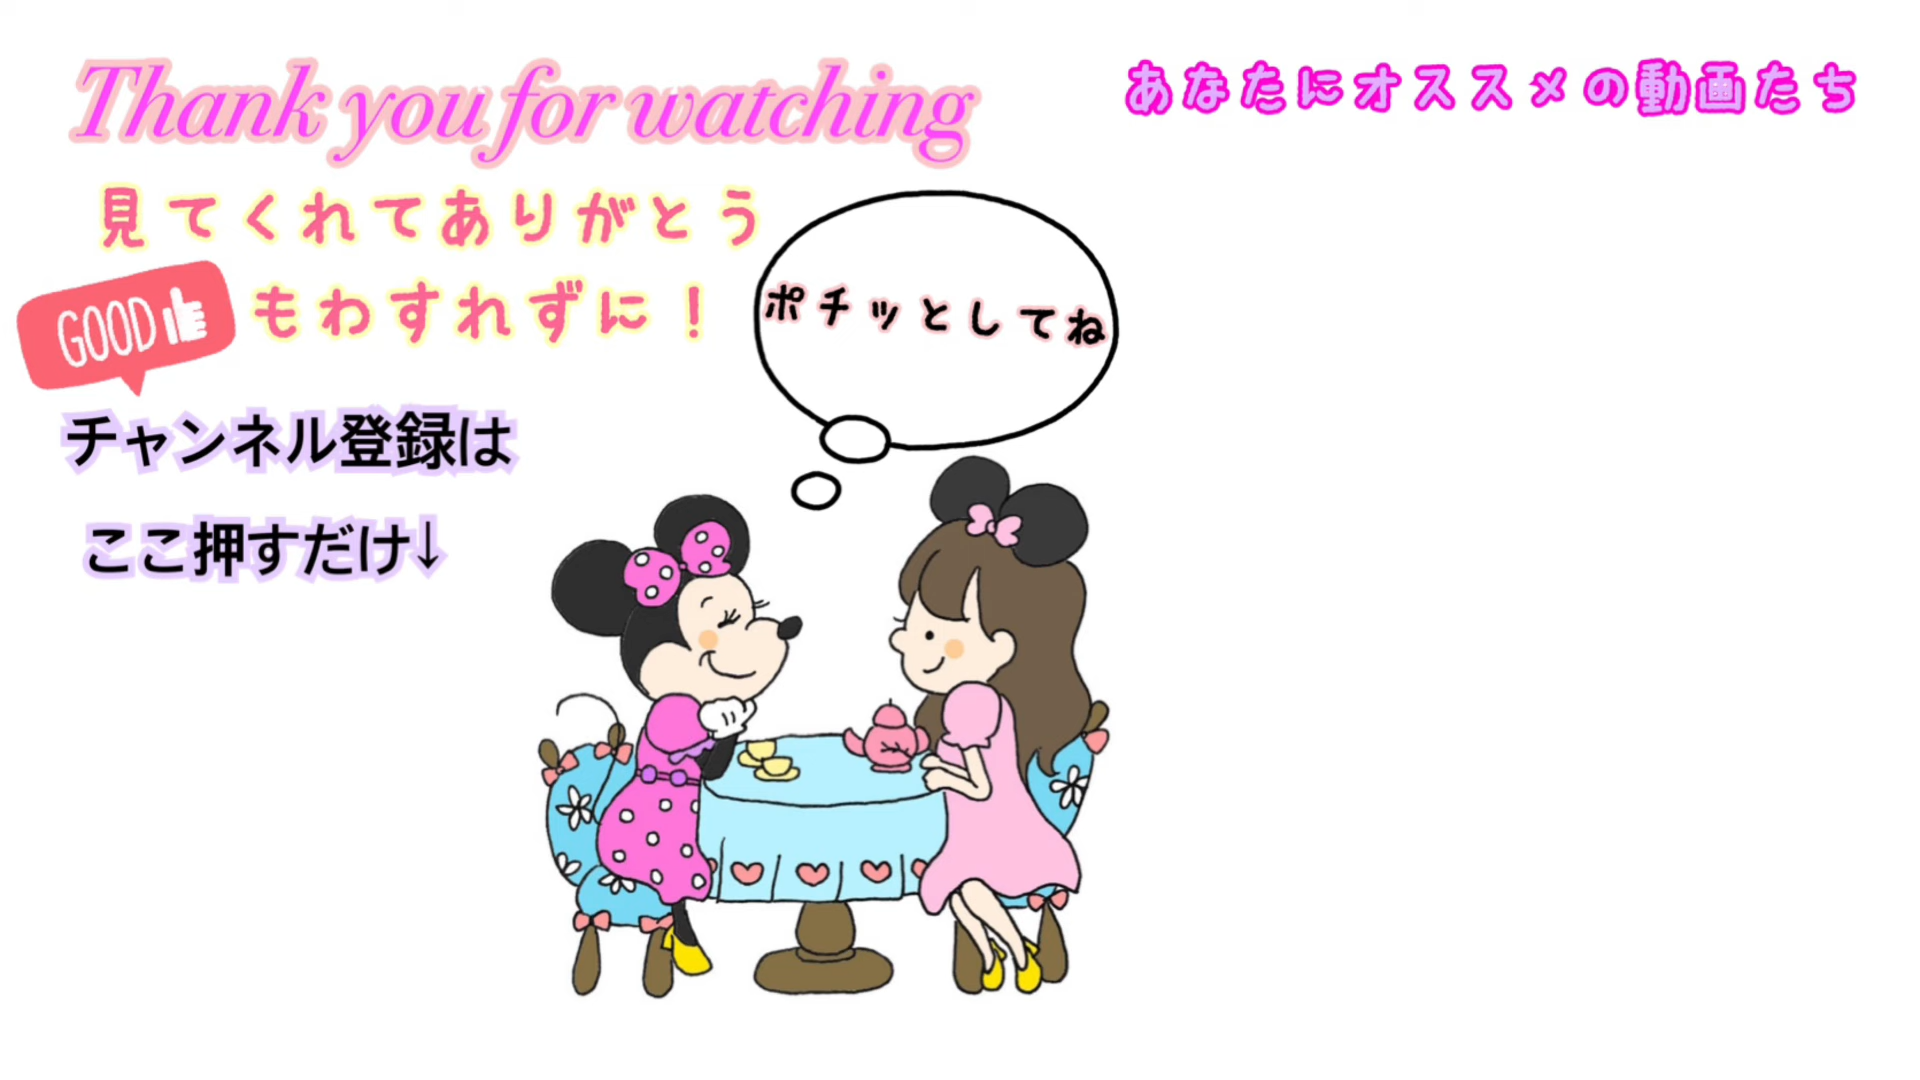 Thank you for watching
あなたにオススメの動画たち
見てくれてありがとう
GOOD もわすれずに！
ポチッとしてね
チャンネル登録は
ここ押すだけ↓